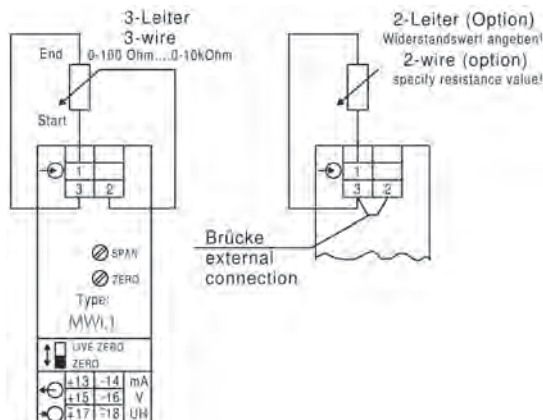 3-Leiter
3-wire
0-100 Ohm....0-10kOhm
End
Start
1
3 2
SPAN
ZERO
Type:
MWI.1
LIVE ZERO
ZERO
+13 -14 mA
+15 -16 V
+17 -18 UH
2-Leiter (Option)
Widerstandswert angeben!
2-wire (option)
specify resistance value!
1
3 2
Brücke
external
connection